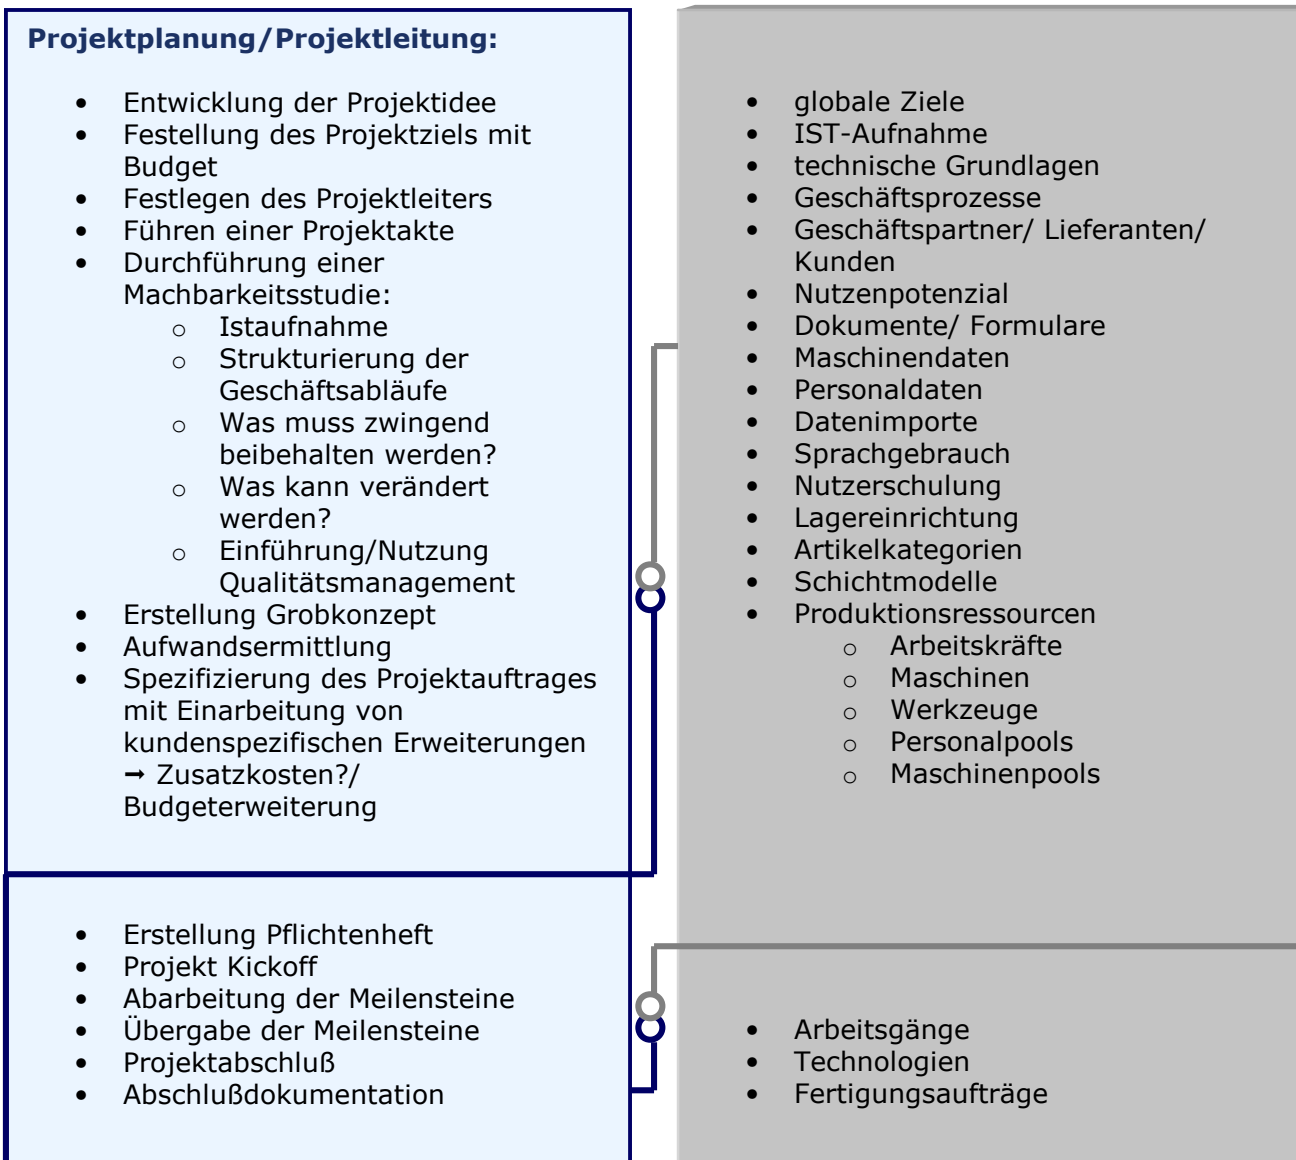 Projektplanung/Projektleitung:
• Entwicklung der Projektidee
• Festellung des Projektziels mit
Budget
• Festlegen des Projektleiters
• Führen einer Projektakte
• Durchführung einer
Machbarkeitsstudie:
o Istaufnahme
o Strukturierung der
Geschäftsabläufe
o Was muss zwingend
beibehalten werden?
o Was kann verändert
werden?
o Einführung/Nutzung
Qualitätsmanagement
• Erstellung Grobkonzept
• Aufwandsermittlung
• Spezifizierung des Projektauftrages
mit Einarbeitung von
kundenspezifischen Erweiterungen
→ Zusatzkosten?/
Budgeterweiterung
• Erstellung Pflichtenheft
• Projekt Kickoff
• Abarbeitung der Meilensteine
• Übergabe der Meilensteine
• Projektabschluß
• Abschlußdokumentation
• globale Ziele
• IST-Aufnahme
• technische Grundlagen
• Geschäftsprozesse
• Geschäftspartner/ Lieferanten/
Kunden
• Nutzenpotenzial
• Dokumente/ Formulare
• Maschinendaten
• Personaldaten
• Datenimporte
• Sprachgebrauch
• Nutzerschulung
• Lagereinrichtung
• Artikelkategorien
• Schichtmodelle
• Produktionsressourcen
o Arbeitskräfte
o Maschinen
o Werkzeuge
o Personalpools
o Maschinenpools
• Arbeitsgänge
• Technologien
• Fertigungsaufträge